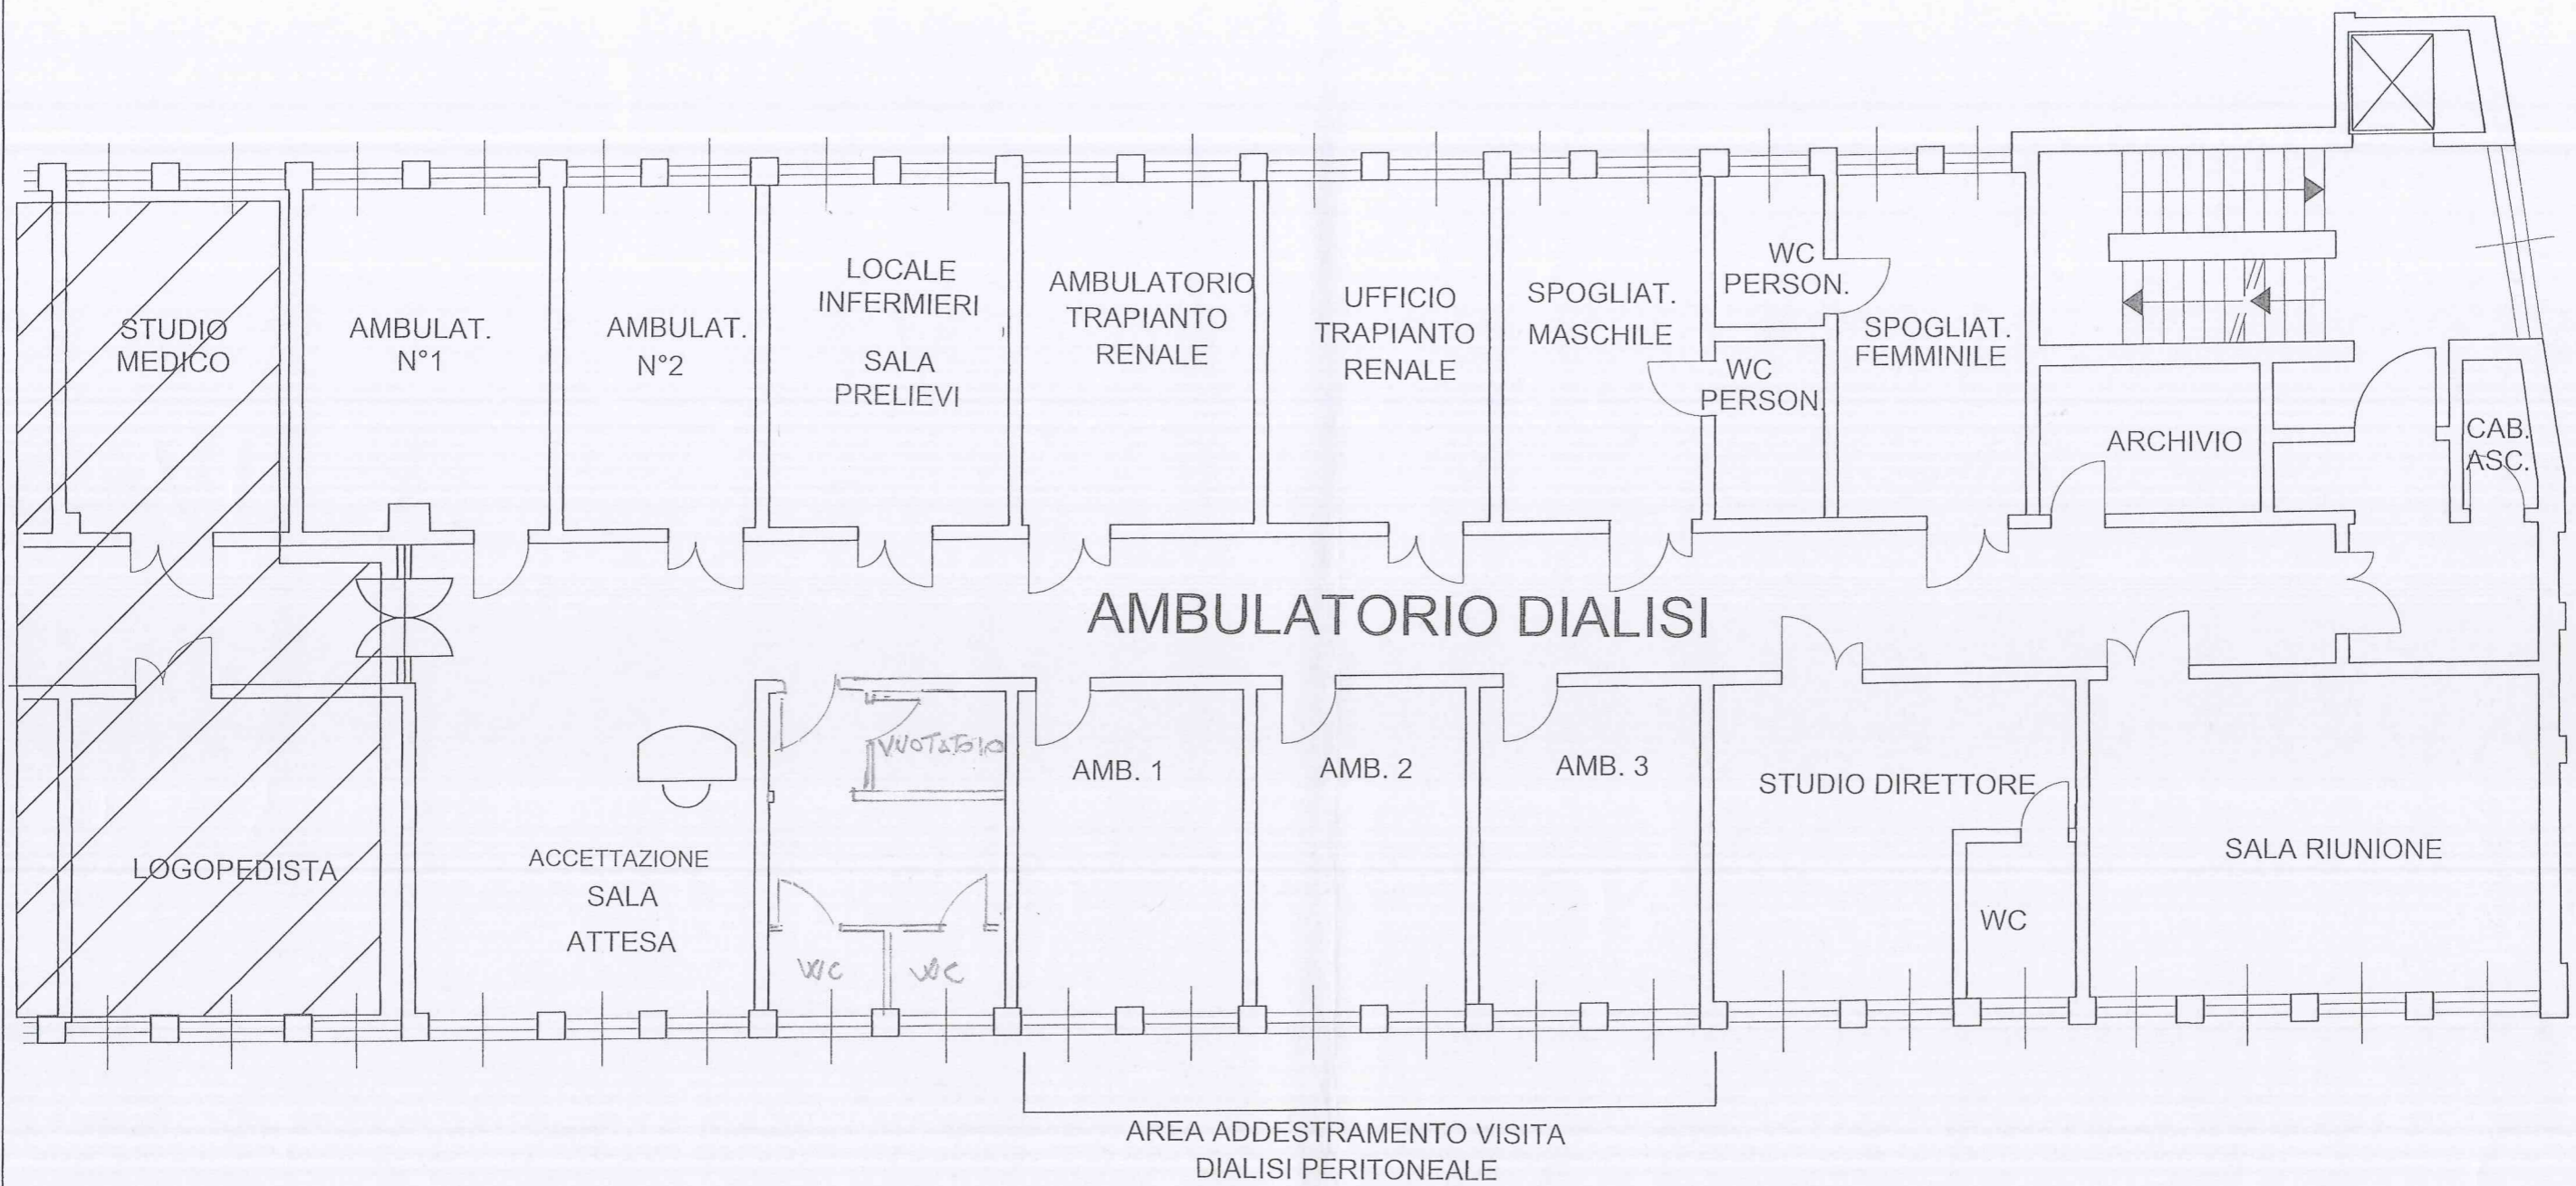 STUDIO
MEDICO
AMBULAT.
N°1
AMBULAT.
N°2
LOCALE
INFERMIERI
SALA
PRELIEVI
AMBULATORIO
TRAPIANTO
RENALE
UFFICIO
TRAPIANTO
RENALE
SPOGLIAT.
MASCHILE
WC
PERSON.
WC
PERSON.
SPOGLIAT.
FEMMINILE
ARCHIVIO
CAB.
ASC.
AMBULATORIO DIALISI
LOGOPEDISTA
ACCETTAZIONE
SALA
ATTESA
VUOTATOIO
WC
WC
AMB. 1
AMB. 2
AMB. 3
STUDIO DIRETTORE
WC
SALA RIUNIONE
AREA ADDESTRAMENTO VISITA
DIALISI PERITONEALE